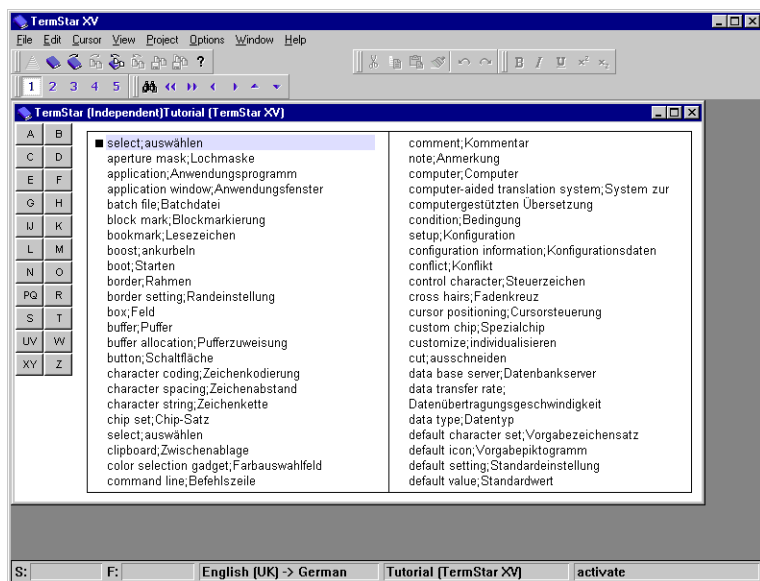 TermStar XV
File Edit Cursor View Project Options Window Help
?
B I U x² x₂
1 2 3 4 5
TermStar (Independent)Tutorial (TermStar XV)
A B
C D
E F
G H
IJ K
L M
N O
PQ R
S T
UV W
XY Z
select;auswählen
aperture mask;Lochmaske
application;Anwendungsprogramm
application window;Anwendungsfenster
batch file;Batchdatei
block mark;Blockmarkierung
bookmark;Lesezeichen
boost;ankurbeln
boot;Starten
border;Rahmen
border setting;Randeinstellung
box;Feld
buffer;Puffer
buffer allocation;Pufferzuweisung
button;Schaltfläche
character coding;Zeichenkodierung
character spacing;Zeichenabstand
character string;Zeichenkette
chip set;Chip-Satz
select;auswählen
clipboard;Zwischenablage
color selection gadget;Farbauswahlfeld
command line;Befehlszeile
comment;Kommentar
note;Anmerkung
computer;Computer
computer-aided translation system;System zur
computergestützten Übersetzung
condition;Bedingung
setup;Konfiguration
configuration information;Konfigurationsdaten
conflict;Konflikt
control character;Steuerzeichen
cross hairs;Fadenkreuz
cursor positioning;Cursorsteuerung
custom chip;Spezialchip
customize;individualisieren
cut;ausschneiden
data base server;Datenbankserver
data transfer rate;
Datenübertragungsgeschwindigkeit
data type;Datentyp
default character set;Vorgabezeichensatz
default icon;Vorgabepiktogramm
default setting;Standardeinstellung
default value;Standardwert
S: F: English (UK) -> German Tutorial (TermStar XV) activate